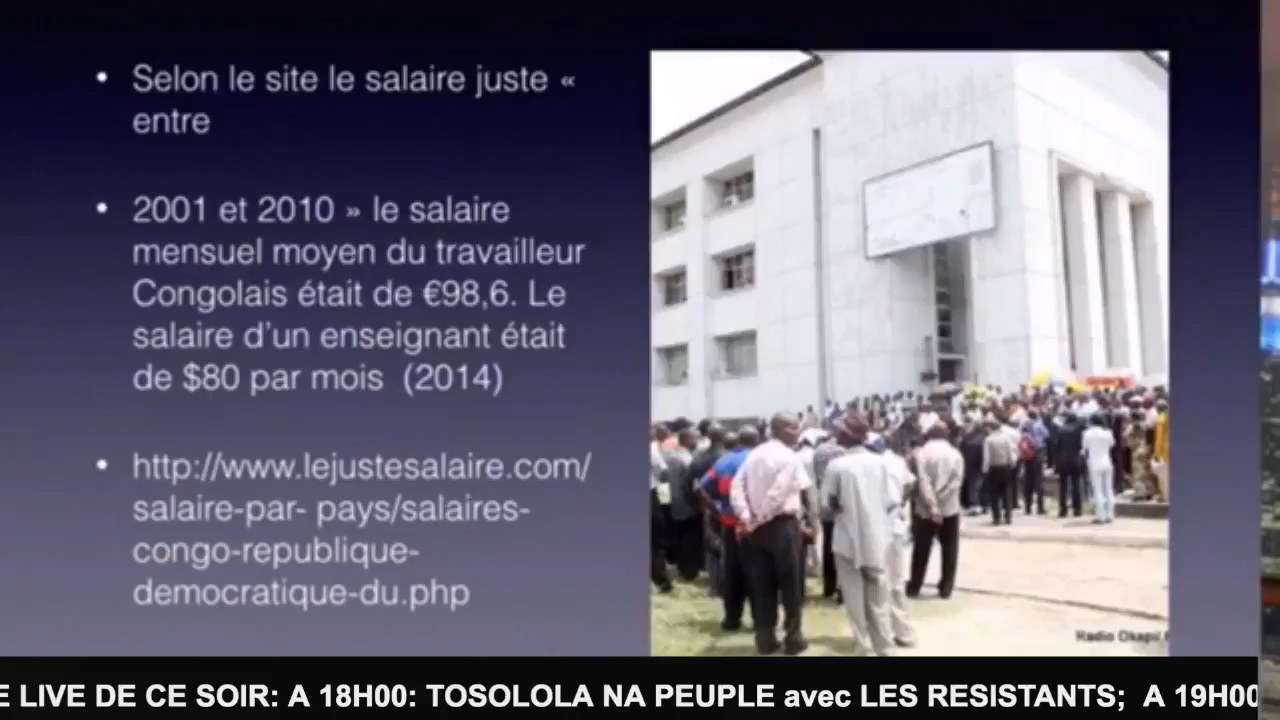 • Selon le site le salaire juste «
entre
• 2001 et 2010 » le salaire
mensuel moyen du travailleur
Congolais était de €98,6. Le
salaire d’un enseignant était
de $80 par mois (2014)
• http://www.lejustesalaire.com/
salaire-par- pays/salaires-
congo-republique-
democratique-du.php
Radio Okapi/
E LIVE DE CE SOIR: A 18H00: TOSOLOLA NA PEUPLE avec LES RESISTANTS; A 19H00